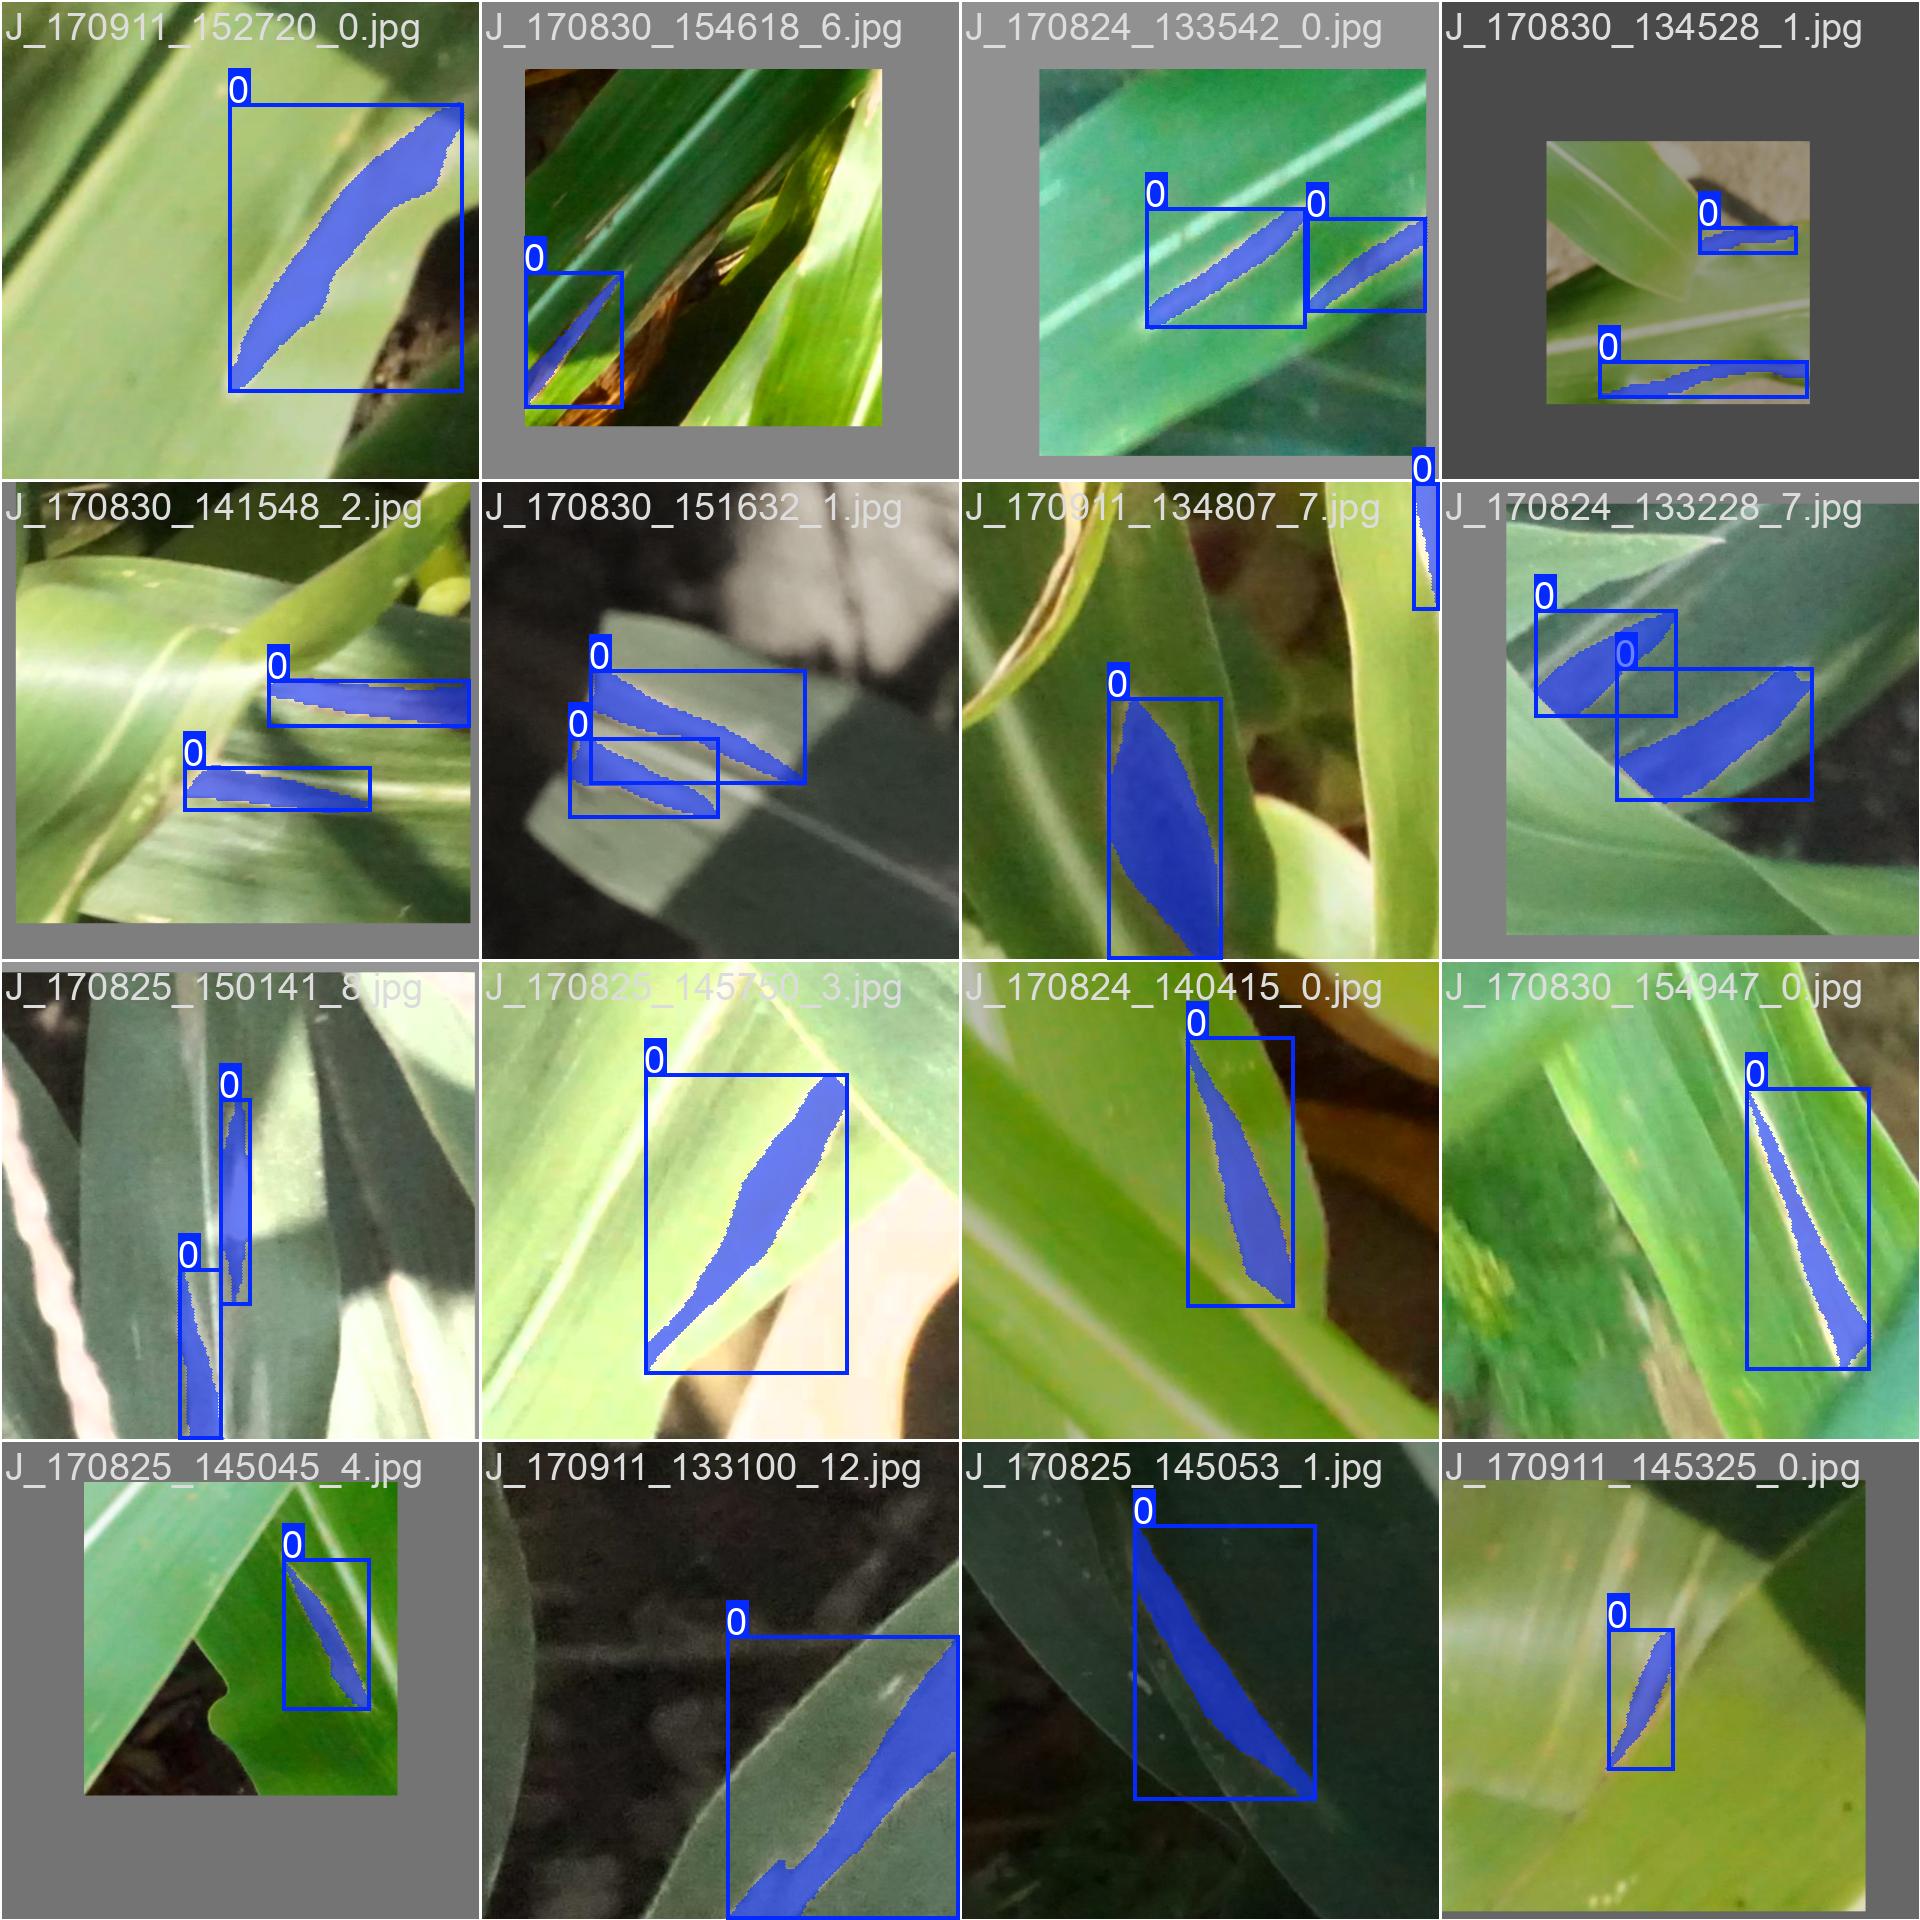 J_170911_152720_0.jpg
J_170830_154618_6.jpg
J_170824_133542_0.jpg
J_170830_134528_1.jpg
0
0
0
0
0
0
J_170830_141548_2.jpg
J_170830_151632_1.jpg
J_170911_134807_7.jpg
J_170824_133228_7.jpg
0
0
0
0
0
0
0
0
J_170825_150141_8.jpg
J_170825_145750_3.jpg
J_170824_140415_0.jpg
J_170830_154947_0.jpg
0
0
0
0
0
J_170825_145045_4.jpg
J_170911_133100_12.jpg
J_170825_145053_1.jpg
J_170911_145325_0.jpg
0
0
0
0